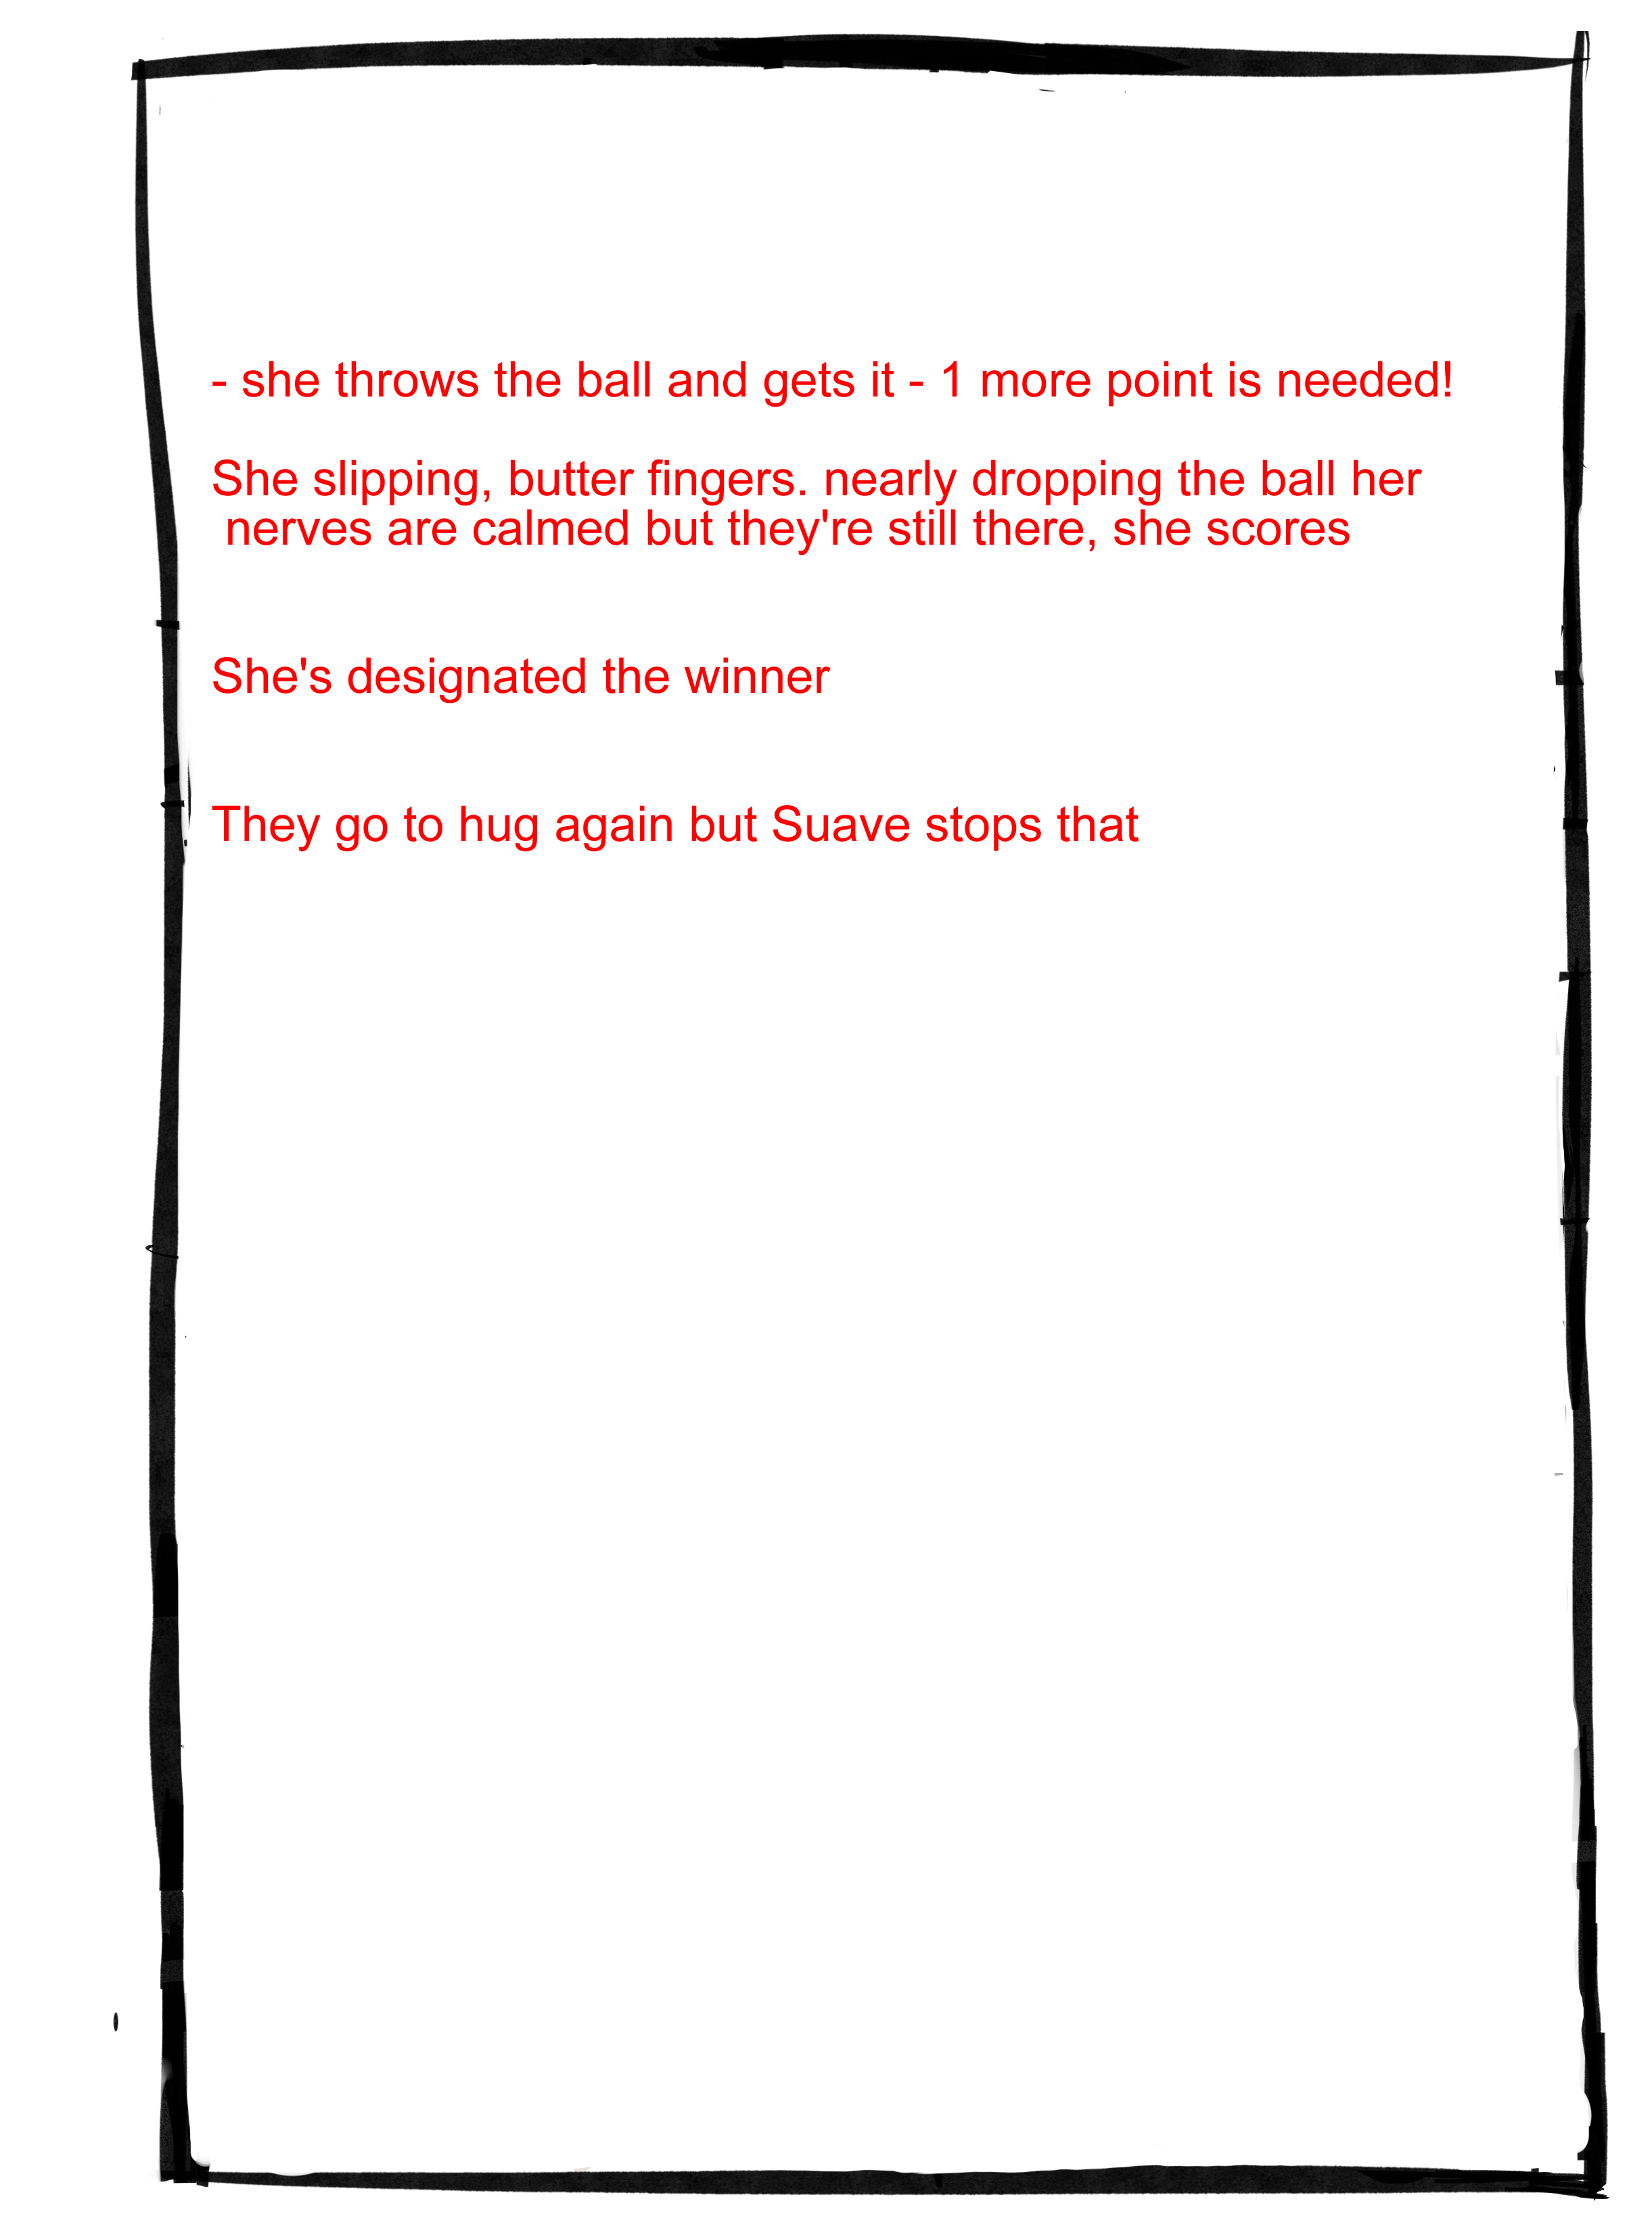 - she throws the ball and gets it - 1 more point is needed!
She slipping, butter fingers. nearly dropping the ball her
nerves are calmed but they're still there, she scores
She's designated the winner
They go to hug again but Suave stops that